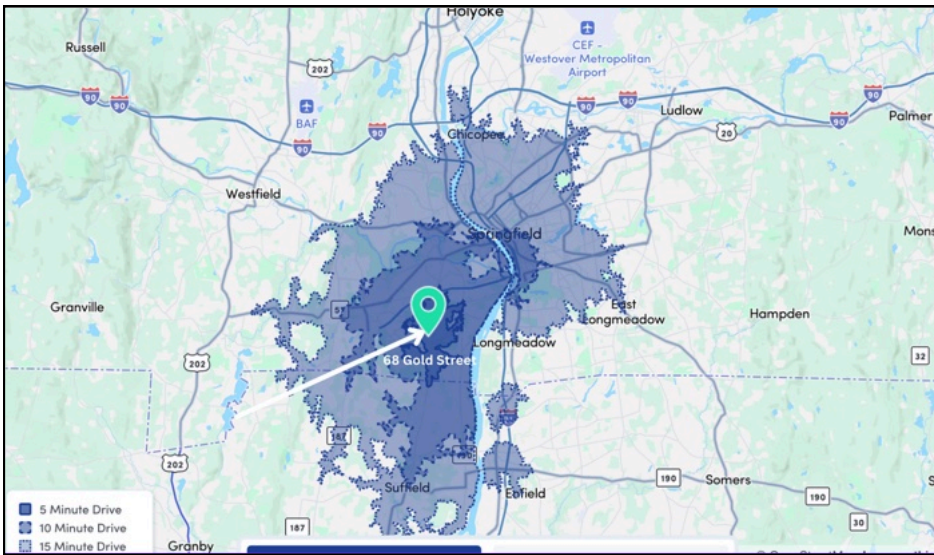 Holyoke
Russell
202
CEF -
Westover Metropolitan
Airport
90
90
BAF
90
90
90
90
90
Ludlow
Chicopee
20
Palmer
Westfield
Springfield
Mons
Granville
57
East
Longmeadow
Hampden
Longmeadow
68 Gold Street
202
32
187
202
190
Suffield
Enfield
190
Somers
190
30
5 Minute Drive
10 Minute Drive
15 Minute Drive
187
Granby